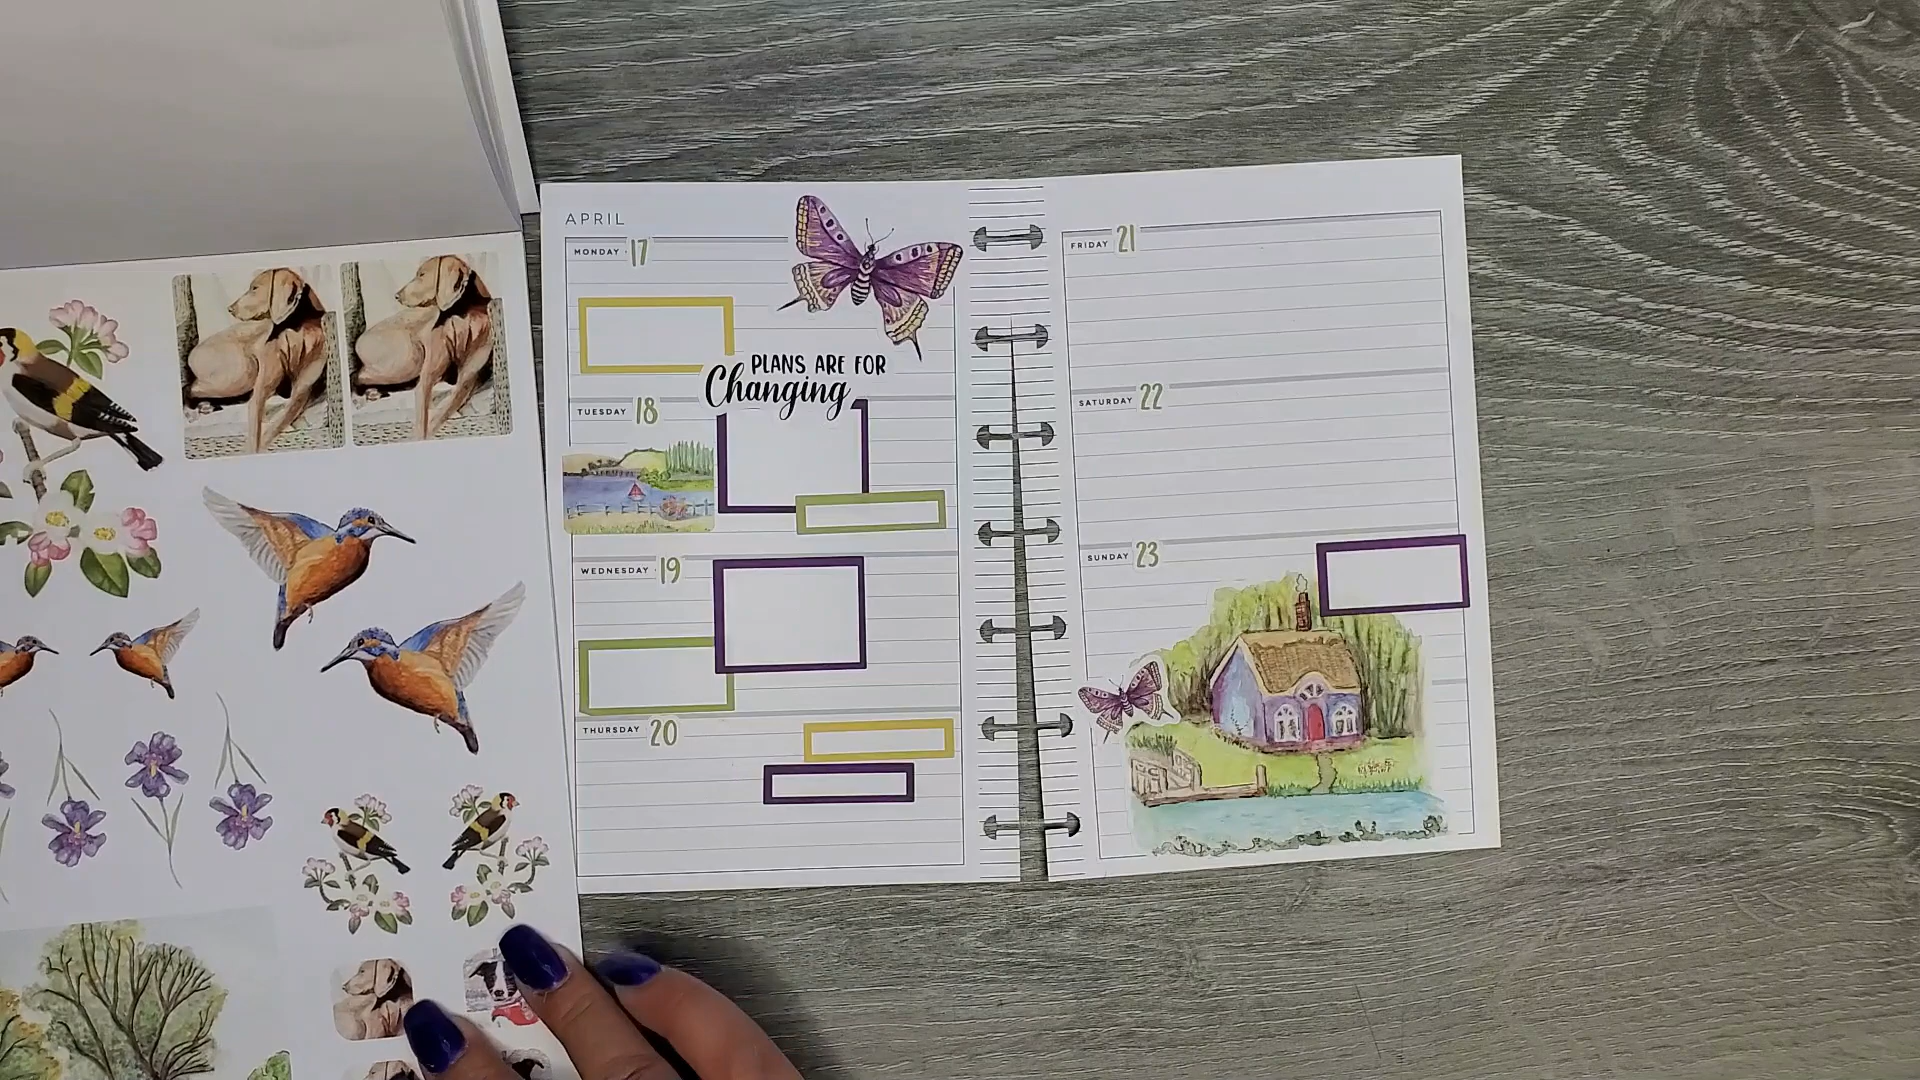 APRIL
MONDAY · 17
PLANS ARE FOR
Changing
TUESDAY 18
WEDNESDAY · 19
THURSDAY 20
FRIDAY 21
SATURDAY 22
SUNDAY 23